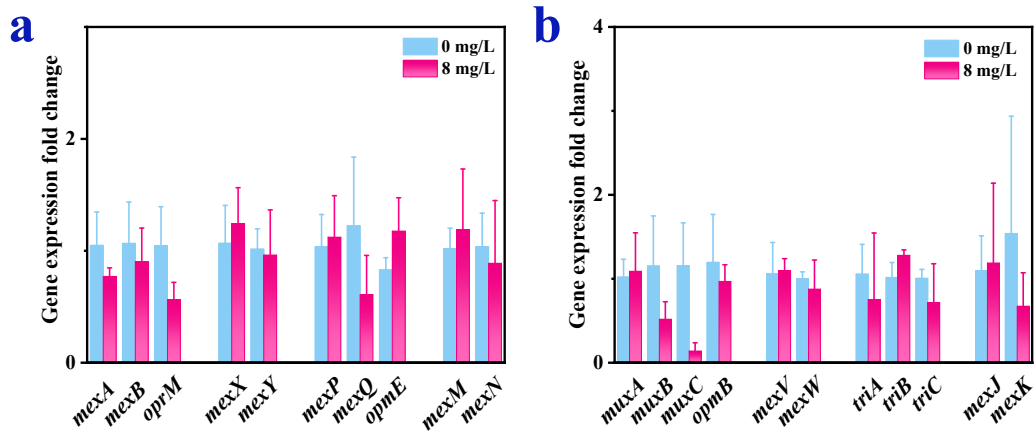 a
Gene expression fold change
2
0
0 mg/L
8 mg/L
mexA
mexB
oprM
mexX
mexY
mexP
mexQ
opmE
mexM
mexN
b
Gene expression fold change
4
2
0
0 mg/L
8 mg/L
muxA
muxB
muxC
opmB
mexV
mexW
triA
triB
triC
mexJ
mexK